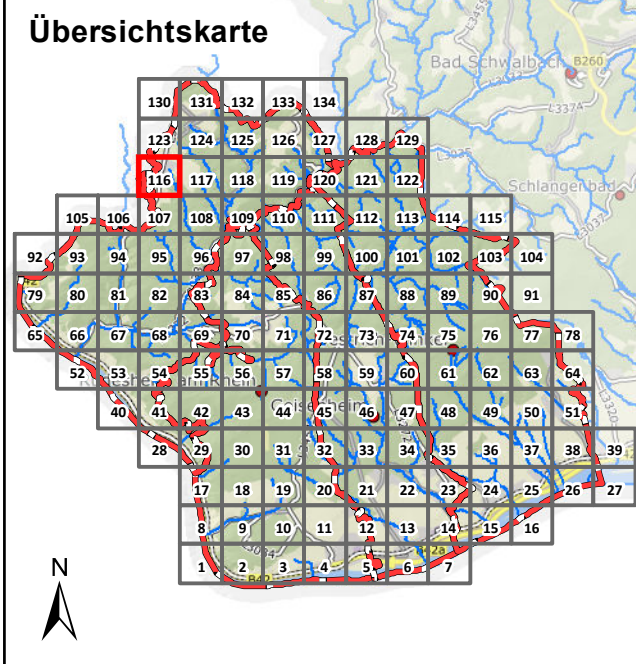 Übersichtskarte
L3455
Bad Schwalbach
B260
L3374
130 131 132 133 134
123 124 125 126 127 128 129
L3035
116 117 118 119 120 121 122
Schlangenbad
L3037
105 106 107 108 109 110 111 112 113 114 115
92 93 94 95 96 97 98 99 100 101 102 103 104
79 80 81 82 83 84 85 86 87 88 89 90 91
65 66 67 68 69 70 71 72 73 74 75 76 77 78
52 53 54 55 56 57 58 59 60 61 62 63 64
L3320
40 41 42 43 44 45 46 47 48 49 50 51
28 29 30 31 32 33 34 35 36 37 38 39
17 18 19 20 21 22 23 24 25 26 27
8 9 10 11 12 13 14 15 16
L3034
B42a
1 2 3 4 5 6 7
B42
N